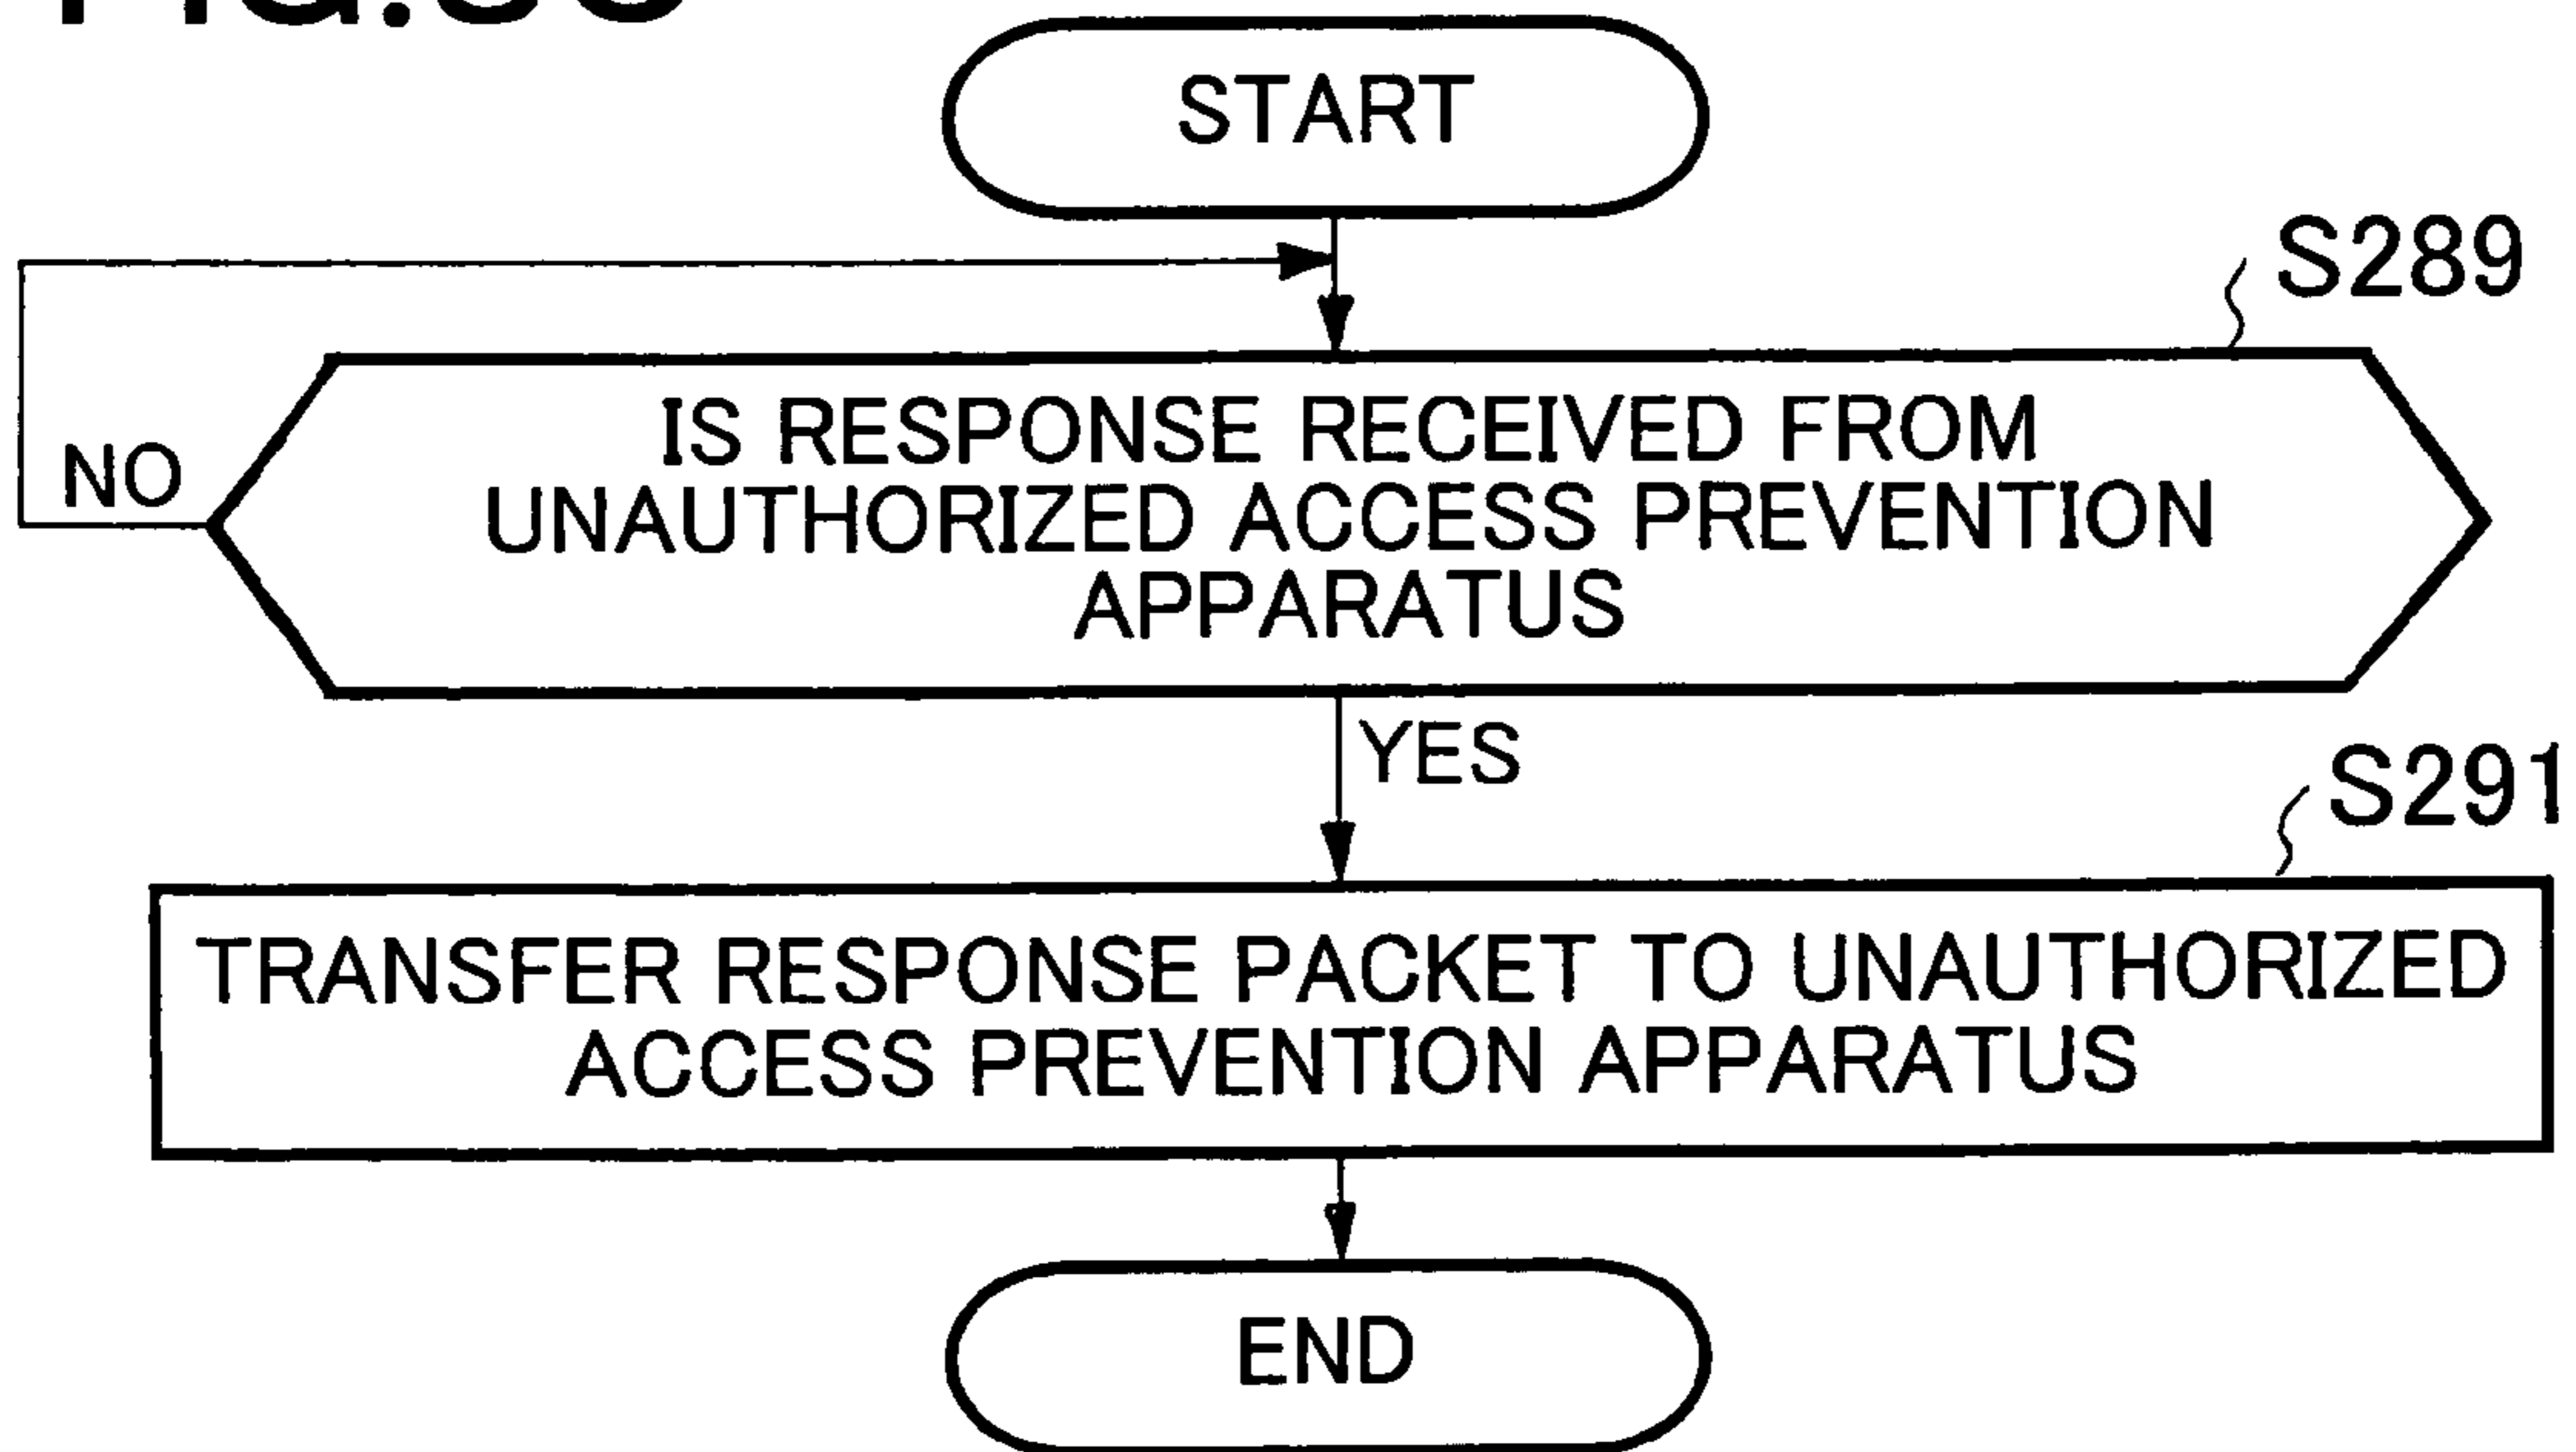 START
S289
IS RESPONSE RECEIVED FROM
UNAUTHORIZED ACCESS PREVENTION
APPARATUS
NO
YES
S291
TRANSFER RESPONSE PACKET TO UNAUTHORIZED
ACCESS PREVENTION APPARATUS
END